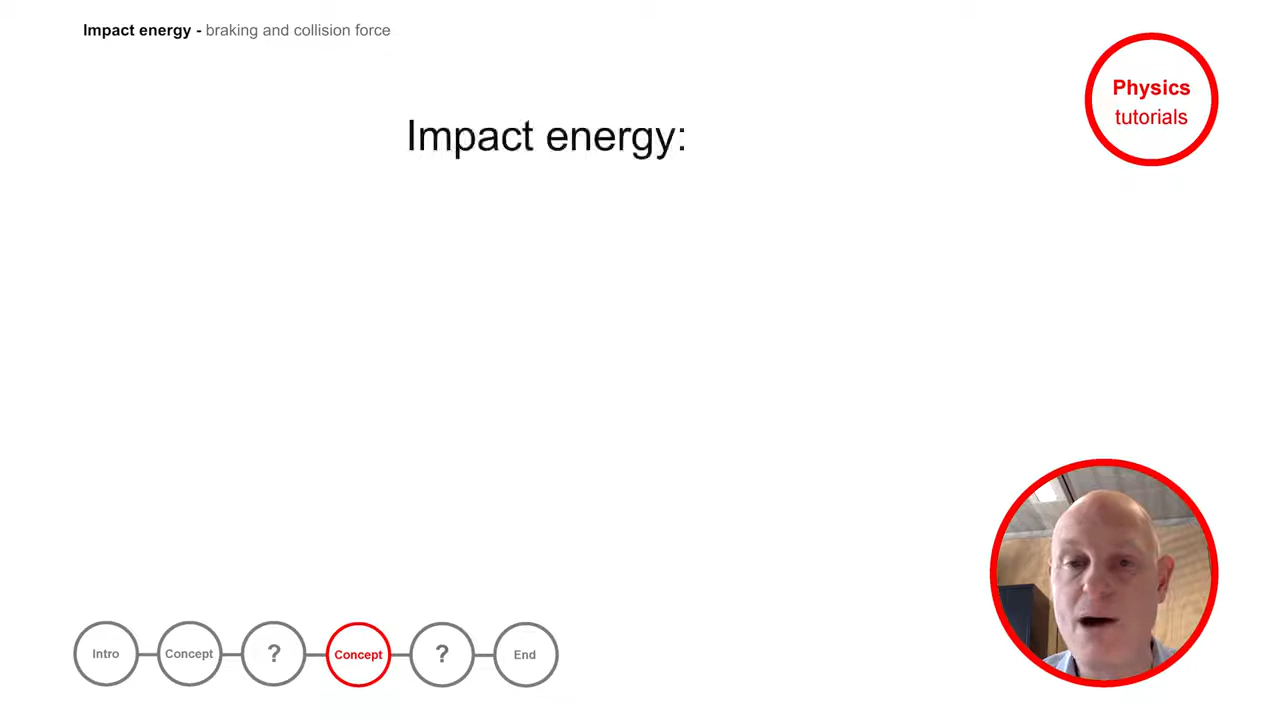 Impact energy - braking and collision force
Physics
tutorials
Impact energy:
Intro
Concept
?
Concept
?
End